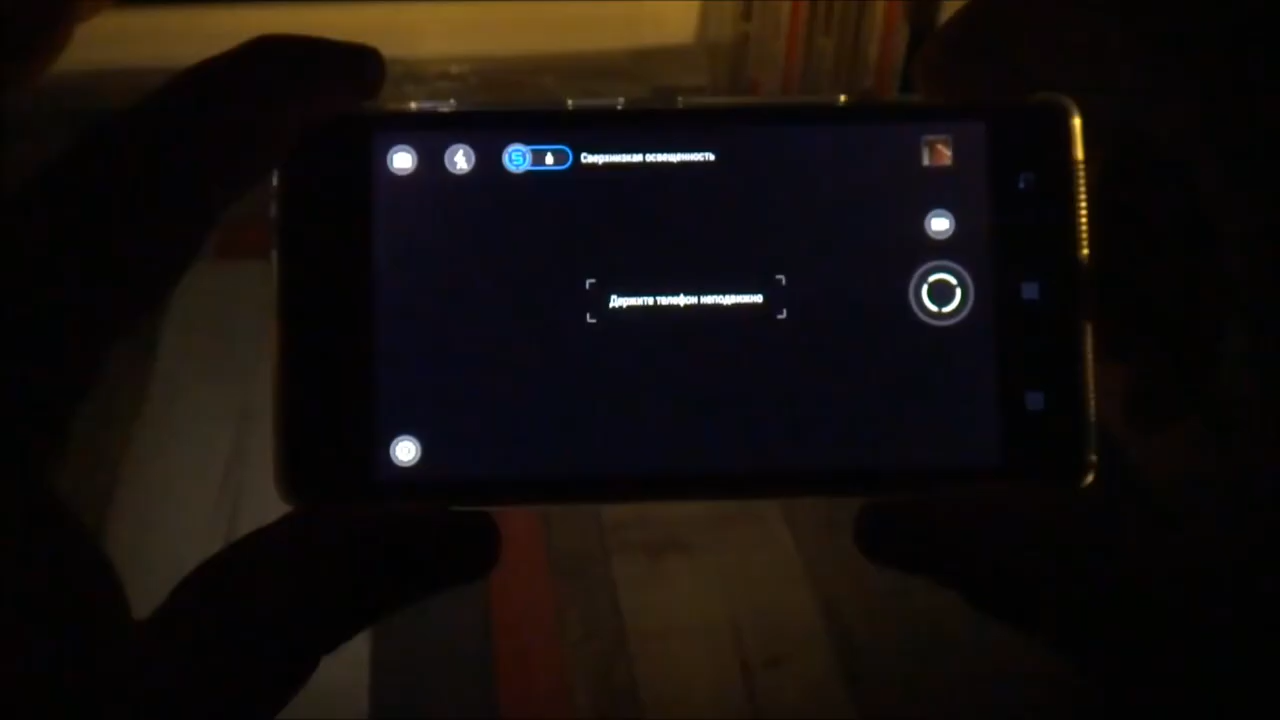 Сверхнизкая освещенность
Держите телефон неподвижно